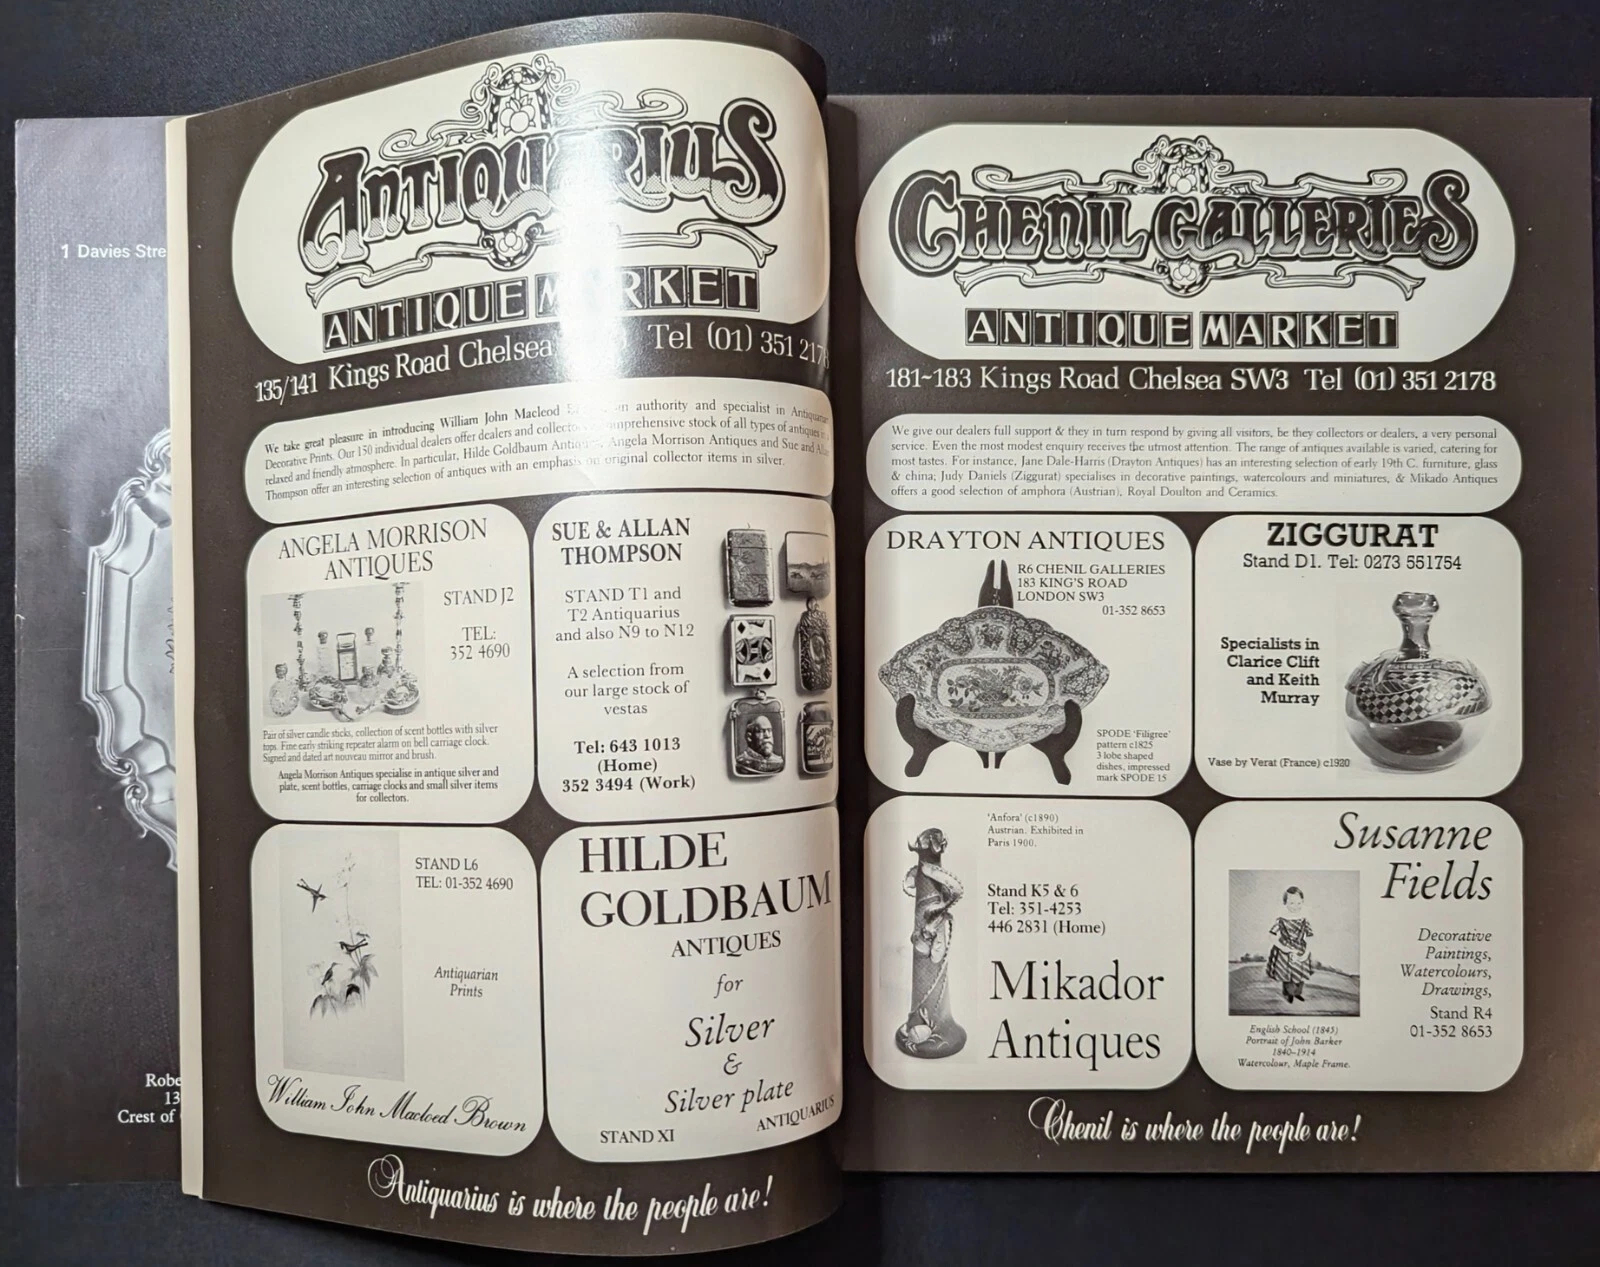 1 Davies Stre
Robe
13
Crest of
ANTIQUARIUS
ANTIQUE MARKET
135/141 Kings Road Chelsea Tel (01) 351 2178
We take great pleasure in introducing William John Macleod authority and specialist in Antiquarian
Decorative Prints. Our 150 individual dealers offer dealers and collectors comprehensive stock of all types of antiques in a
relaxed and friendly atmosphere. In particular, Hilde Goldbaum Antiques, Angela Morrison Antiques and Sue and Allan
Thompson offer an interesting selection of antiques with an emphasis on original collector items in silver.
ANGELA MORRISON
ANTIQUES
STAND J2
TEL:
352 4690
Pair of silver candle sticks, collection of scent bottles with silver
tops. Fine early striking repeater alarm on bell carriage clock.
Signed and dated art nouveau mirror and brush.
Angela Morrison Antiques specialise in antique silver and
plate, scent bottles, carriage clocks and small silver items
for collectors.
SUE & ALLAN
THOMPSON
STAND T1 and
T2 Antiquarius
and also N9 to N12
A selection from
our large stock of
vestas
Tel: 643 1013
(Home)
352 3494 (Work)
STAND L6
TEL: 01-352 4690
Antiquarian
Prints
William John Macloed Brown
HILDE
GOLDBAUM
ANTIQUES
for
Silver
&
Silver plate
STAND XI
ANTIQUARIUS
Antiquarius is where the people are!
CHENIL GALLERIES
ANTIQUE MARKET
181~183 Kings Road Chelsea SW3 Tel (01) 351 2178
We give our dealers full support & they in turn respond by giving all visitors, be they collectors or dealers, a very personal
service. Even the most modest enquiry receives the utmost attention. The range of antiques available is varied, catering for
most tastes. For instance, Jane Dale-Harris (Drayton Antiques) has an interesting selection of early 19th C. furniture, glass
& china; Judy Daniels (Ziggurat) specialises in decorative paintings, watercolours and miniatures, & Mikado Antiques
offers a good selection of amphora (Austrian), Royal Doulton and Ceramics.
DRAYTON ANTIQUES
R6 CHENIL GALLERIES
183 KING'S ROAD
LONDON SW3
01-352 8653
SPODE 'Filigree'
pattern c1825
3 lobe shaped
dishes, impressed
mark SPODE 15
ZIGGURAT
Stand D1. Tel: 0273 551754
Specialists in
Clarice Clift
and Keith
Murray
Vase by Verat (France) c1920
'Anfora' (c1890)
Austrian. Exhibited in
Paris 1900.
Stand K5 & 6
Tel: 351-4253
446 2831 (Home)
Mikador
Antiques
Susanne
Fields
Decorative
Paintings,
Watercolours,
Drawings,
Stand R4
01-352 8653
English School (1845)
Portrait of John Barker
1840-1914
Watercolour, Maple Frame.
Chenil is where the people are!